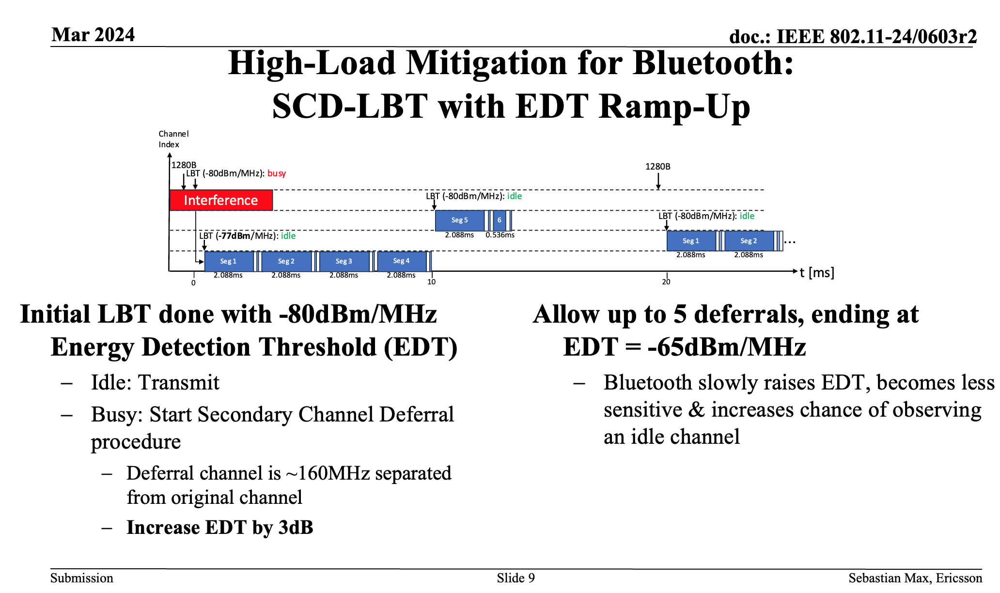 Mar 2024
doc.: IEEE 802.11-24/0603r2
High-Load Mitigation for Bluetooth:
SCD-LBT with EDT Ramp-Up
Channel
Index
1280B
LBT (-80dBm/MHz): busy
1280B
Interference
LBT (-80dBm/MHz): idle
LBT (-80dBm/MHz): idle
Seg 5
6
2.088ms
0.536ms
LBT (-77dBm/MHz): idle
Seg 1
Seg 2
...
2.088ms
2.088ms
Seg 1
Seg 2
Seg 3
Seg 4
2.088ms
2.088ms
2.088ms
2.088ms
t [ms]
0
10
20
Initial LBT done with -80dBm/MHz
Energy Detection Threshold (EDT)
– Idle: Transmit
– Busy: Start Secondary Channel Deferral
procedure
– Deferral channel is ~160MHz separated
from original channel
– Increase EDT by 3dB
Allow up to 5 deferrals, ending at
EDT = -65dBm/MHz
– Bluetooth slowly raises EDT, becomes less
sensitive & increases chance of observing
an idle channel
Submission
Slide 9
Sebastian Max, Ericsson